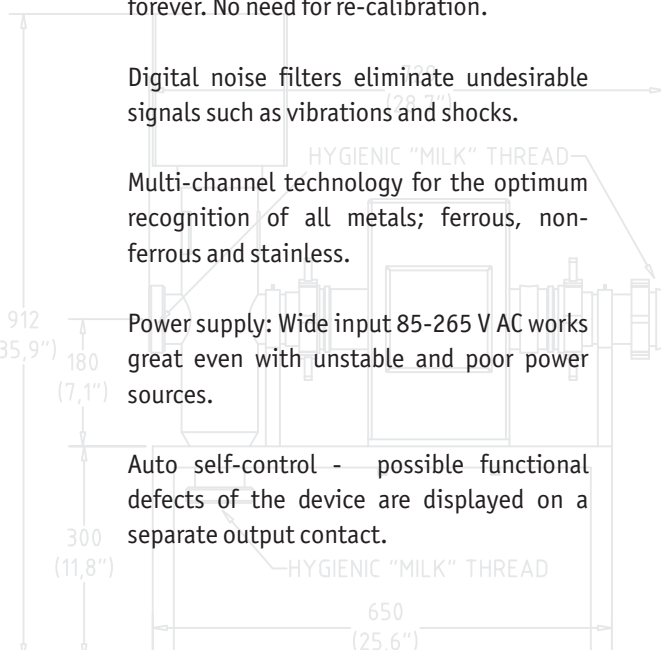 forever. No need for re-calibration.
Digital noise filters eliminate undesirable
signals such as vibrations and shocks.
Multi-channel technology for the optimum
recognition of all metals; ferrous, non-
ferrous and stainless.
Power supply: Wide input 85-265 V AC works
great even with unstable and poor power
sources.
Auto self-control - possible functional
defects of the device are displayed on a
separate output contact.
(28,7")
HYGIENIC "MILK" THREAD
912
35,9")
180
(7,1")
300
(11,8")
HYGIENIC "MILK" THREAD
650
(25,6")